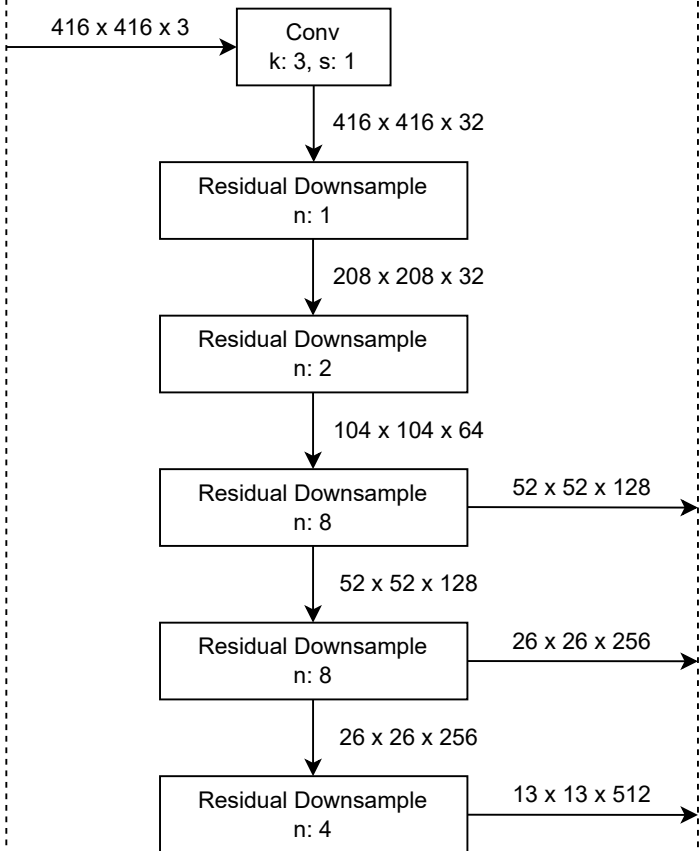 416 x 416 x 3
Conv
k: 3, s: 1
416 x 416 x 32
Residual Downsample
n: 1
208 x 208 x 32
Residual Downsample
n: 2
104 x 104 x 64
Residual Downsample
n: 8
52 x 52 x 128
52 x 52 x 128
Residual Downsample
n: 8
26 x 26 x 256
26 x 26 x 256
Residual Downsample
n: 4
13 x 13 x 512